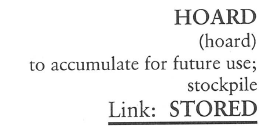 HOARD
(hoard)
to accumulate for future use;
stockpile
Link: STORED